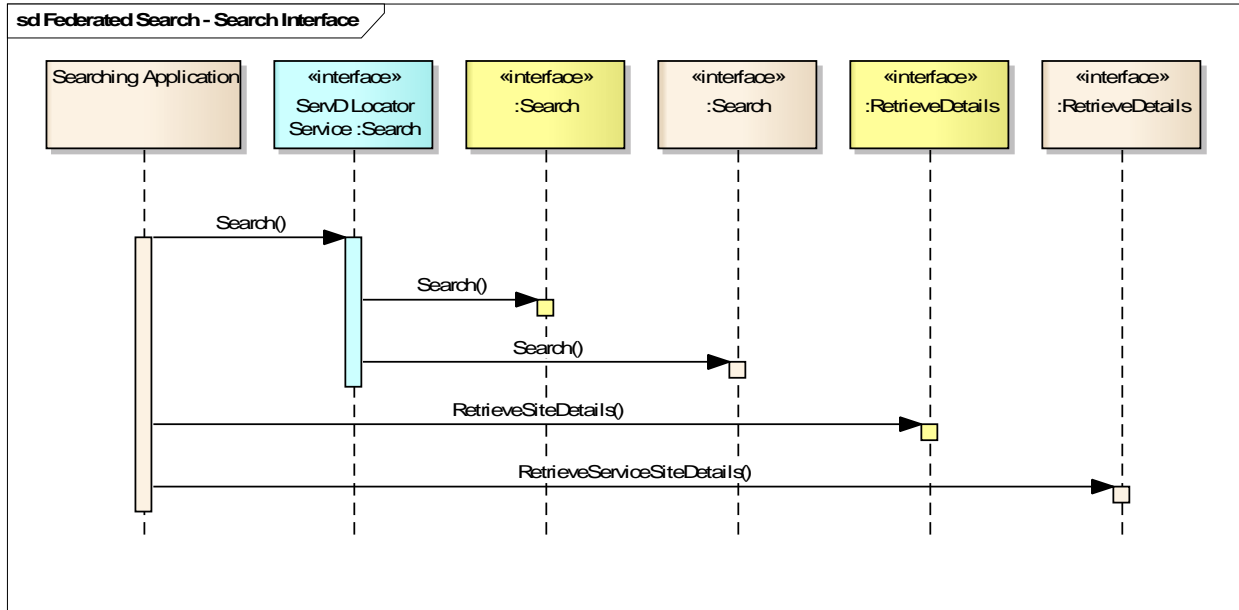 sd Federated Search - Search Interface
Searching Application
«interface»
ServD Locator
Service :Search
«interface»
:Search
«interface»
:Search
«interface»
:RetrieveDetails
«interface»
:RetrieveDetails
Search()
Search()
Search()
RetrieveSiteDetails()
RetrieveServiceSiteDetails()